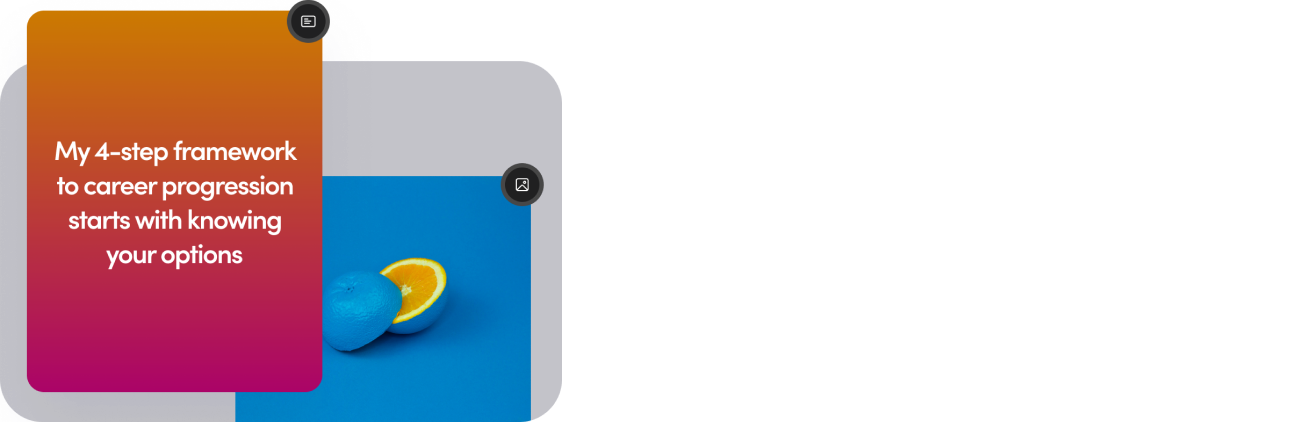 My 4-step framework
to career progression
starts with knowing
your options